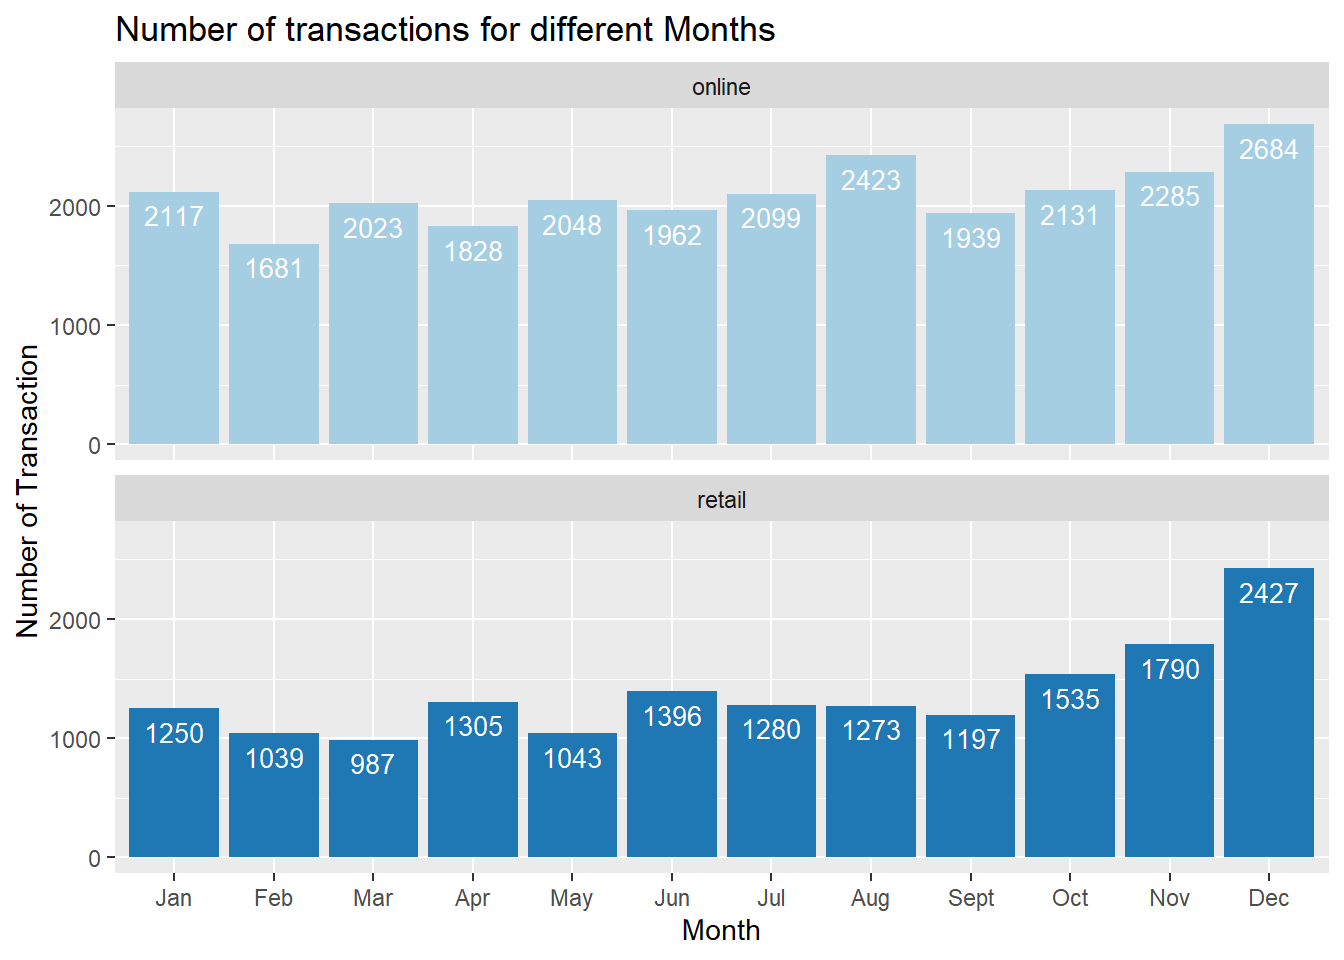 Number of transactions for different Months
online
2117 1681 2023 1828 2048 1962 2099 2423 1939 2131 2285 2684
2000
1000
0
Number of Transaction
retail
1250 1039 987 1305 1043 1396 1280 1273 1197 1535 1790 2427
2000
1000
0
Jan Feb Mar Apr May Jun Jul Aug Sept Oct Nov Dec
Month